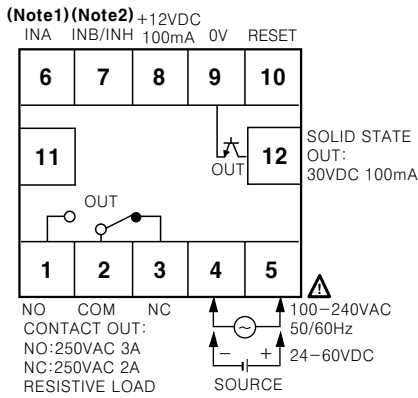 (Note1) (Note2) +12VDC
INA INB/INH 100mA 0V RESET
6 7 8 9 10
11 12
OUT
SOLID STATE
OUT:
30VDC 100mA
OUT
1 2 3 4 5
NO COM NC
CONTACT OUT:
NO:250VAC 3A
NC:250VAC 2A
RESISTIVE LOAD
100-240VAC
50/60Hz
- + 24-60VDC
SOURCE